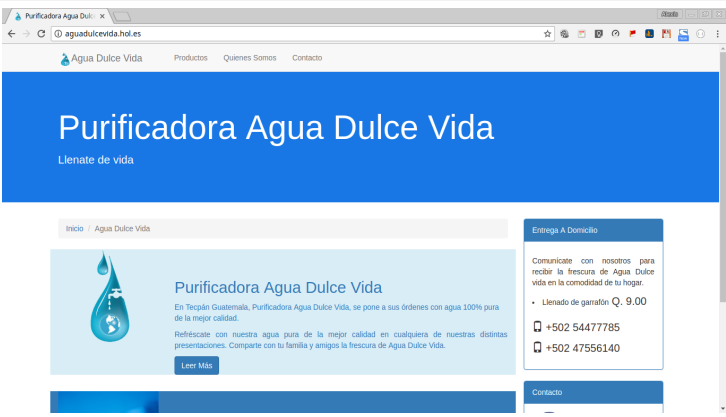 Purificadora Agua Dulc
Alexis
aguadulcevida.hol.es
Agua Dulce Vida
Productos
Quienes Somos
Contacto
Purificadora Agua Dulce Vida
Llenate de vida
Inicio / Agua Dulce Vida
Purificadora Agua Dulce Vida
En Tecpán Guatemala, Purificadora Agua Dulce Vida, se pone a sus órdenes con agua 100% pura
de la mejor calidad.
Refréscate con nuestra agua pura de la mejor calidad en cualquiera de nuestras distintas
presentaciones. Comparte con tu familia y amigos la frescura de Agua Dulce Vida.
Leer Más
Entrega A Domicilio
Comunicate con nosotros para
recibir la frescura de Agua Dulce
vida en la comodidad de tu hogar.
• Llenado de garrafón Q. 9.00
+502 54477785
+502 47556140
Contacto